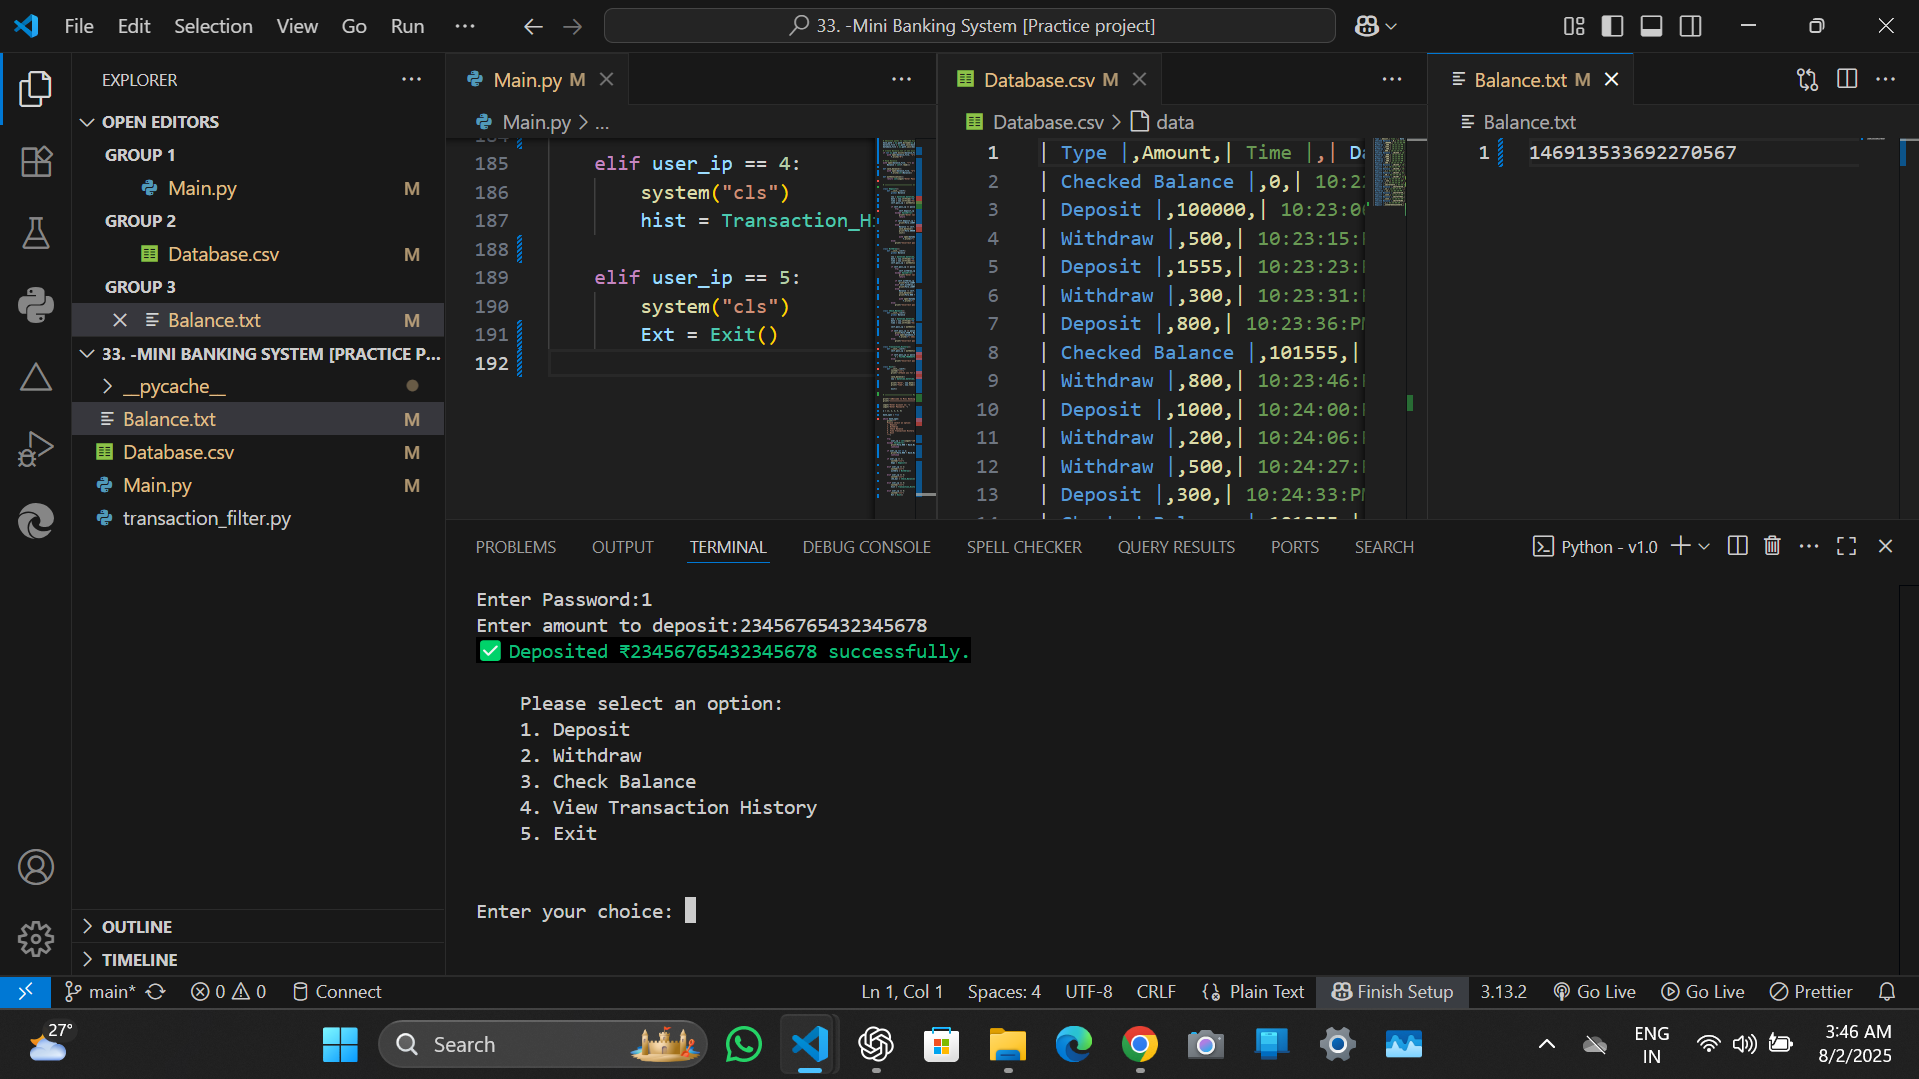 File Edit Selection View Go Run ··· 33. -Mini Banking System [Practice project]
EXPLORER
OPEN EDITORS
GROUP 1
Main.py M
GROUP 2
Database.csv M
GROUP 3
Balance.txt M
33. -MINI BANKING SYSTEM [PRACTICE P...
__pycache__
Balance.txt M
Database.csv M
Main.py M
transaction_filter.py
OUTLINE
TIMELINE
Main.py M
Main.py > ...
185 elif user_ip == 4:
186 system("cls")
187 hist = Transaction_H
188
189 elif user_ip == 5:
190 system("cls")
191 Ext = Exit()
192
Database.csv M
Database.csv > data
1 | Type |,Amount,| Time |,| Da
2 | Checked Balance |,0,| 10:2
3 | Deposit |,100000,| 10:23:0
4 | Withdraw |,500,| 10:23:15:
5 | Deposit |,1555,| 10:23:23:
6 | Withdraw |,300,| 10:23:31:
7 | Deposit |,800,| 10:23:36:PM
8 | Checked Balance |,101555,|
9 | Withdraw |,800,| 10:23:46:P
10 | Deposit |,1000,| 10:24:00:
11 | Withdraw |,200,| 10:24:06:
12 | Withdraw |,500,| 10:24:27:
13 | Deposit |,300,| 10:24:33:PM
Balance.txt M
Balance.txt
1 146913533692270567
PROBLEMS OUTPUT TERMINAL DEBUG CONSOLE SPELL CHECKER QUERY RESULTS PORTS SEARCH Python - v1.0
Enter Password:1
Enter amount to deposit:23456765432345678
✅ Deposited ₹23456765432345678 successfully.
Please select an option:
1. Deposit
2. Withdraw
3. Check Balance
4. View Transaction History
5. Exit
Enter your choice:
main* 0 0 Connect Ln 1, Col 1 Spaces: 4 UTF-8 CRLF {} Plain Text Finish Setup 3.13.2 Go Live Go Live Prettier
27° Search ENG IN 3:46 AM 8/2/2025